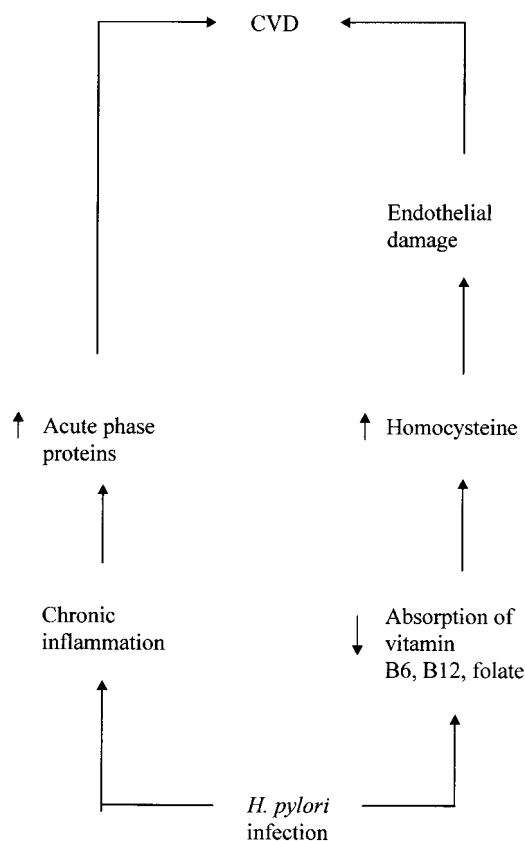 CVD
Endothelial
damage
Acute phase
proteins
Homocysteine
Chronic
inflammation
Absorption of
vitamin
B6, B12, folate
H. pylori
infection